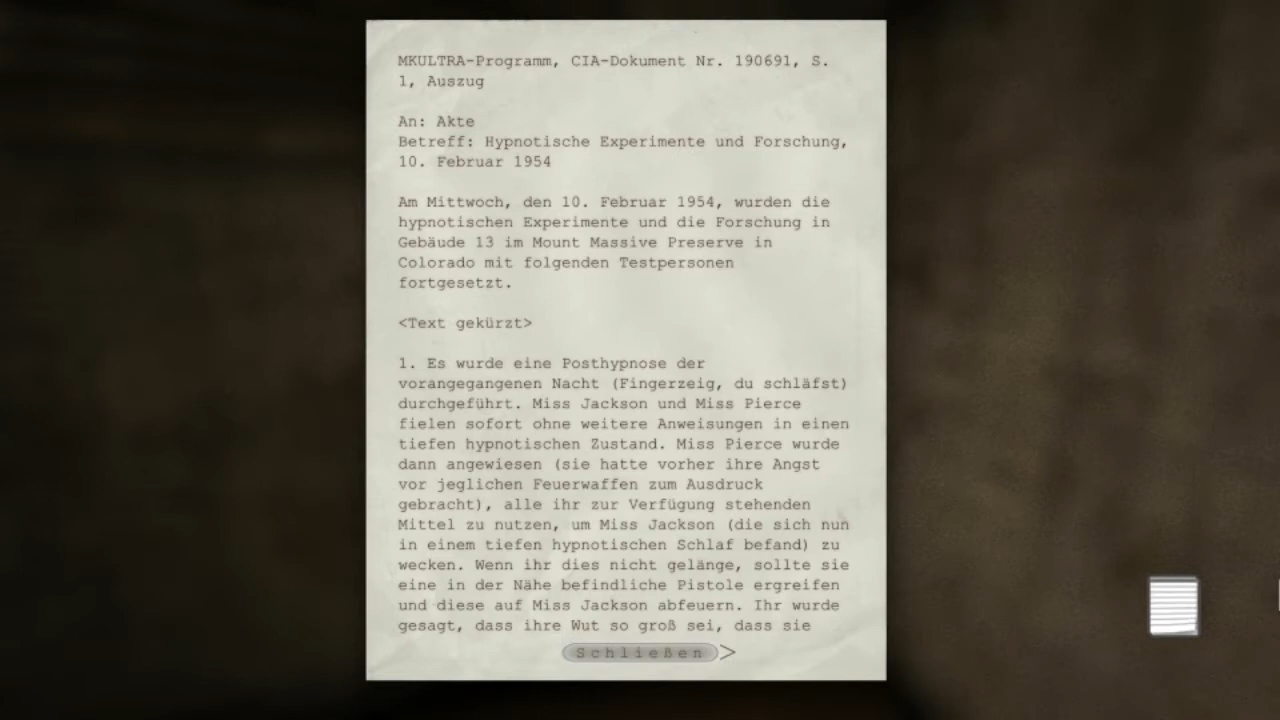 MKULTRA-Programm, CIA-Dokument Nr. 190691, S.
1, Auszug
An: Akte
Betreff: Hypnotische Experimente und Forschung,
10. Februar 1954
Am Mittwoch, den 10. Februar 1954, wurden die
hypnotischen Experimente und die Forschung in
Gebäude 13 im Mount Massive Preserve in
Colorado mit folgenden Testpersonen
fortgesetzt.
<Text gekürzt>
1. Es wurde eine Posthypnose der
vorangegangenen Nacht (Fingerzeig, du schläfst)
durchgeführt. Miss Jackson und Miss Pierce
fielen sofort ohne weitere Anweisungen in einen
tiefen hypnotischen Zustand. Miss Pierce wurde
dann angewiesen (sie hatte vorher ihre Angst
vor jeglichen Feuerwaffen zum Ausdruck
gebracht), alle ihr zur Verfügung stehenden
Mittel zu nutzen, um Miss Jackson (die sich nun
in einem tiefen hypnotischen Schlaf befand) zu
wecken. Wenn ihr dies nicht gelänge, sollte sie
eine in der Nähe befindliche Pistole ergreifen
und diese auf Miss Jackson abfeuern. Ihr wurde
gesagt, dass ihre Wut so groß sei, dass sie
Schließen >